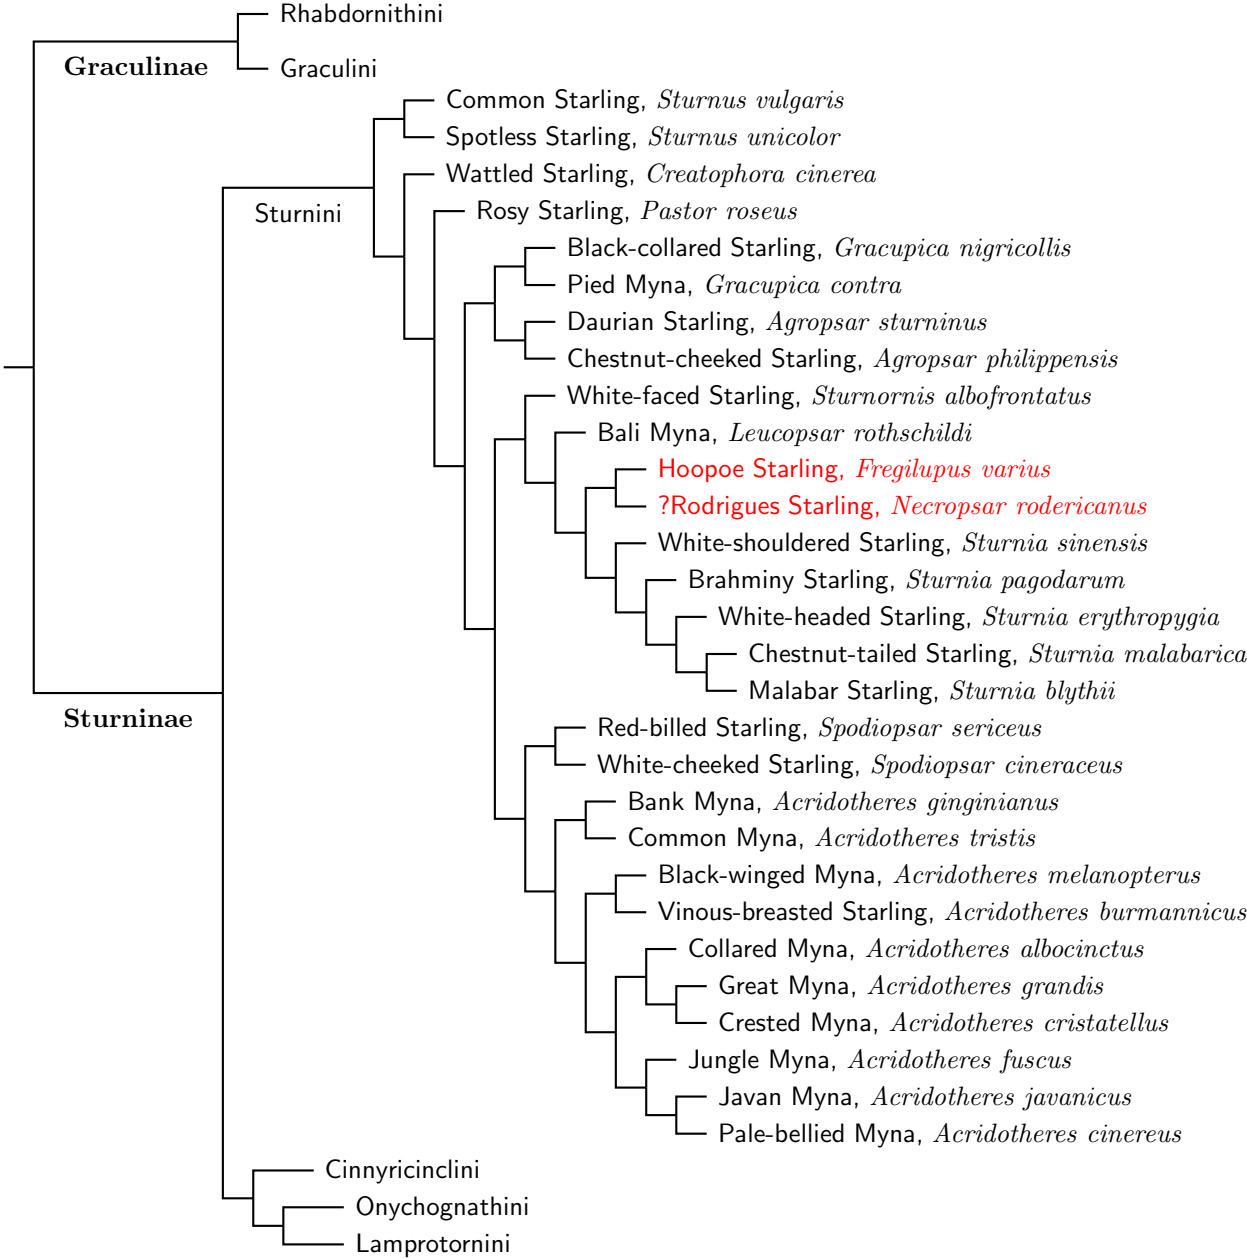 Rhabdornithini
Graculinae
Graculini
Common Starling, Sturnus vulgaris
Spotless Starling, Sturnus unicolor
Wattled Starling, Creatophora cinerea
Sturnini
Rosy Starling, Pastor roseus
Black-collared Starling, Gracupica nigricollis
Pied Myna, Gracupica contra
Daurian Starling, Agropsar sturninus
Chestnut-cheeked Starling, Agropsar philippensis
White-faced Starling, Sturnornis albofrontatus
Bali Myna, Leucopsar rothschildi
Hoopoe Starling, Fregilupus varius
?Rodrigues Starling, Necropsar rodericanus
White-shouldered Starling, Sturnia sinensis
Brahminy Starling, Sturnia pagodarum
White-headed Starling, Sturnia erythropygia
Chestnut-tailed Starling, Sturnia malabarica
Malabar Starling, Sturnia blythii
Sturninae
Red-billed Starling, Spodiopsar sericeus
White-cheeked Starling, Spodiopsar cineraceus
Bank Myna, Acridotheres ginginianus
Common Myna, Acridotheres tristis
Black-winged Myna, Acridotheres melanopterus
Vinous-breasted Starling, Acridotheres burmannicus
Collared Myna, Acridotheres albocinctus
Great Myna, Acridotheres grandis
Crested Myna, Acridotheres cristatellus
Jungle Myna, Acridotheres fuscus
Javan Myna, Acridotheres javanicus
Pale-bellied Myna, Acridotheres cinereus
Cinnyricinclini
Onychognathini
Lamprotornini